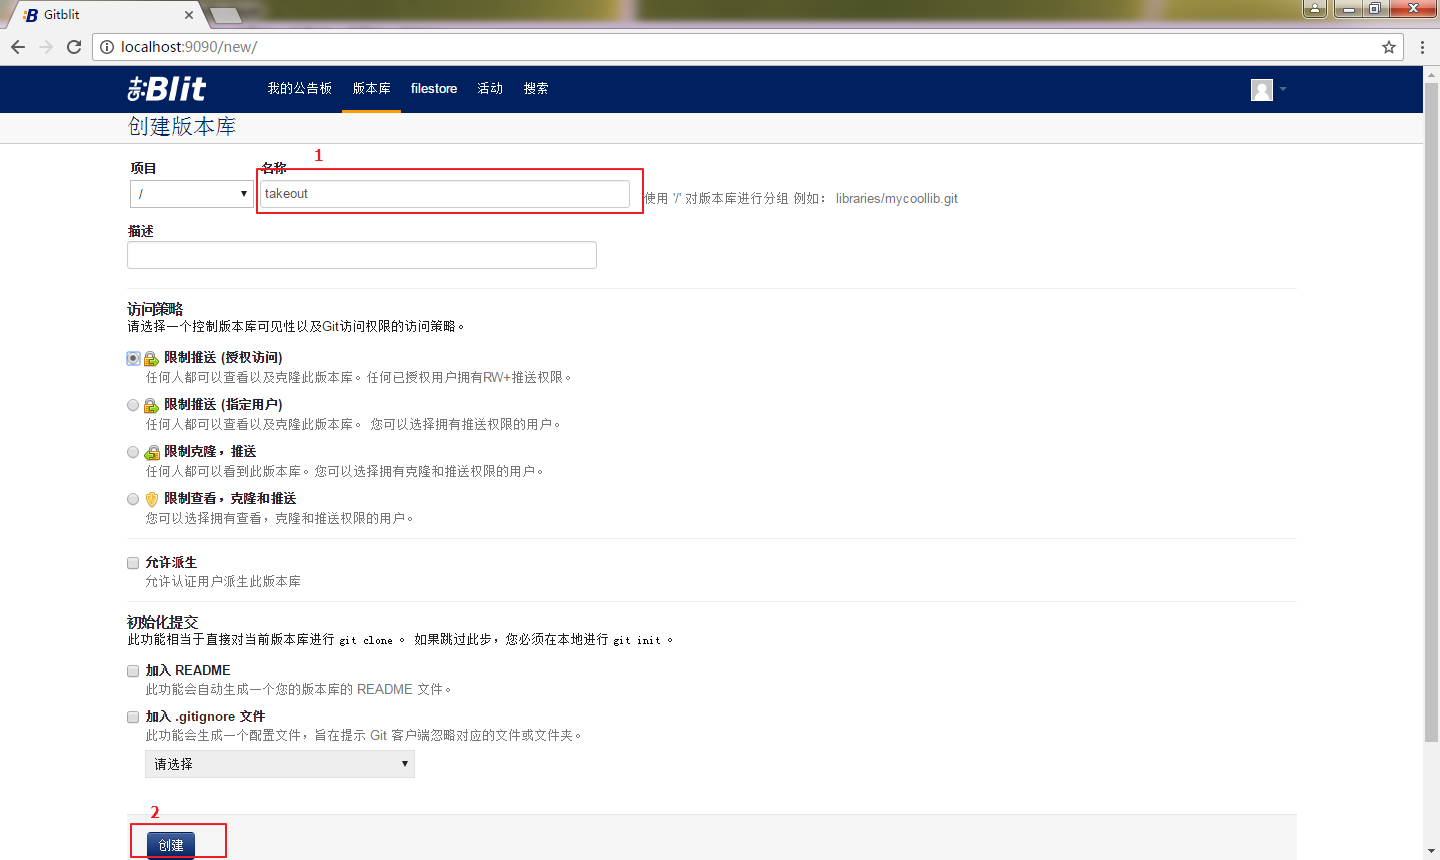 Gitblit
localhost:9090/new/
GitBlit 我的公告板 版本库 filestore 活动 搜索
创建版本库
1
项目 名称
/ takeout 使用 '/' 对版本库进行分组 例如： libraries/mycoollib.git
描述
访问策略
请选择一个控制版本库可见性以及Git访问权限的访问策略。
限制推送 (授权访问)
任何人都可以查看以及克隆此版本库。任何已授权用户拥有RW+推送权限。
限制推送 (指定用户)
任何人都可以查看以及克隆此版本库。 您可以选择拥有推送权限的用户。
限制克隆，推送
任何人都可以看到此版本库。您可以选择拥有克隆和推送权限的用户。
限制查看，克隆和推送
您可以选择拥有查看，克隆和推送权限的用户。
允许派生
允许认证用户派生此版本库
初始化提交
此功能相当于直接对当前版本库进行 git clone 。 如果跳过此步，您必须在本地进行 git init 。
加入 README
此功能会自动生成一个您的版本库的 README 文件。
加入 .gitignore 文件
此功能会生成一个配置文件，旨在提示 Git 客户端忽略对应的文件或文件夹。
请选择
2
创建